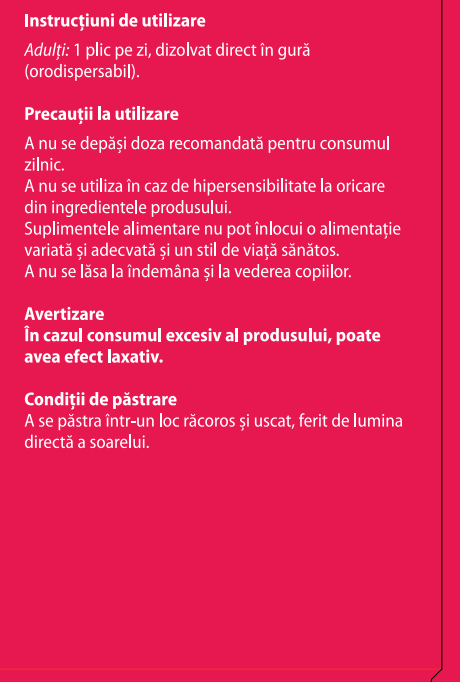 Instrucțiuni de utilizare
Adulți: 1 plic pe zi, dizolvat direct în gură
(orodispersabil).
Precauții la utilizare
A nu se depăși doza recomandată pentru consumul
zilnic.
A nu se utiliza în caz de hipersensibilitate la oricare
din ingredientele produsului.
Suplimentele alimentare nu pot înlocui o alimentație
variată și adecvată și un stil de viață sănătos.
A nu se lăsa la îndemâna și la vederea copiilor.
Avertizare
În cazul consumul excesiv al produsului, poate
avea efect laxativ.
Condiții de păstrare
A se păstra într-un loc răcoros și uscat, ferit de lumina
directă a soarelui.